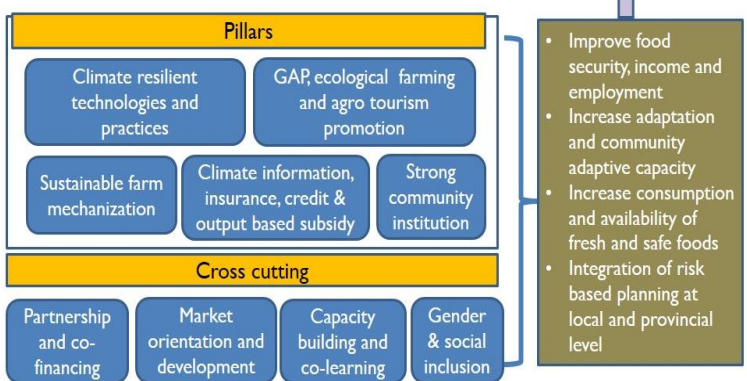 Pillars
Climate resilient
technologies and
practices
GAP, ecological farming
and agro tourism
promotion
Sustainable farm
mechanization
Climate information,
insurance, credit &
output based subsidy
Strong
community
institution
Cross cutting
Partnership
and co-
financing
Market
orientation and
development
Capacity
building and
co-learning
Gender
& social
inclusion
• Improve food
security, income and
employment
• Increase adaptation
and community
adaptive capacity
• Increase consumption
and availability of
fresh and safe foods
• Integration of risk
based planning at
local and provincial
level